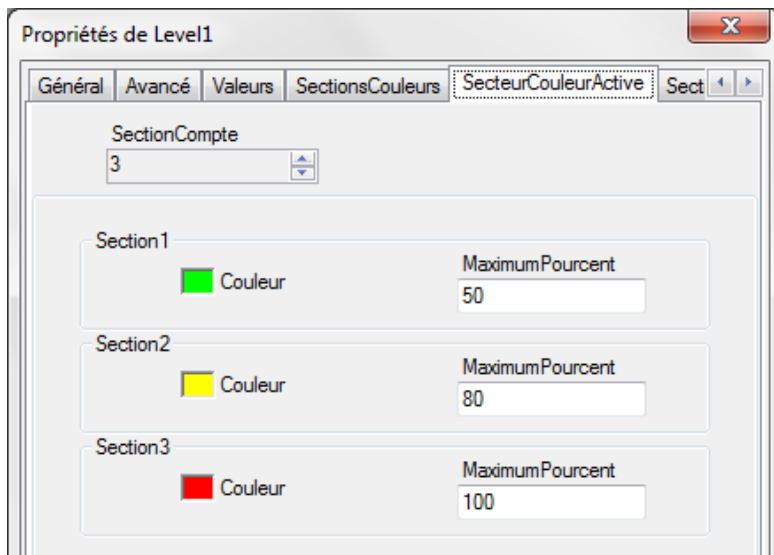 Propriétés de Level1
Général Avancé Valeurs SectionsCouleurs SecteurCouleurActive Sect
SectionCompte
3
Section1
Couleur
MaximumPourcent
50
Section2
Couleur
MaximumPourcent
80
Section3
Couleur
MaximumPourcent
100